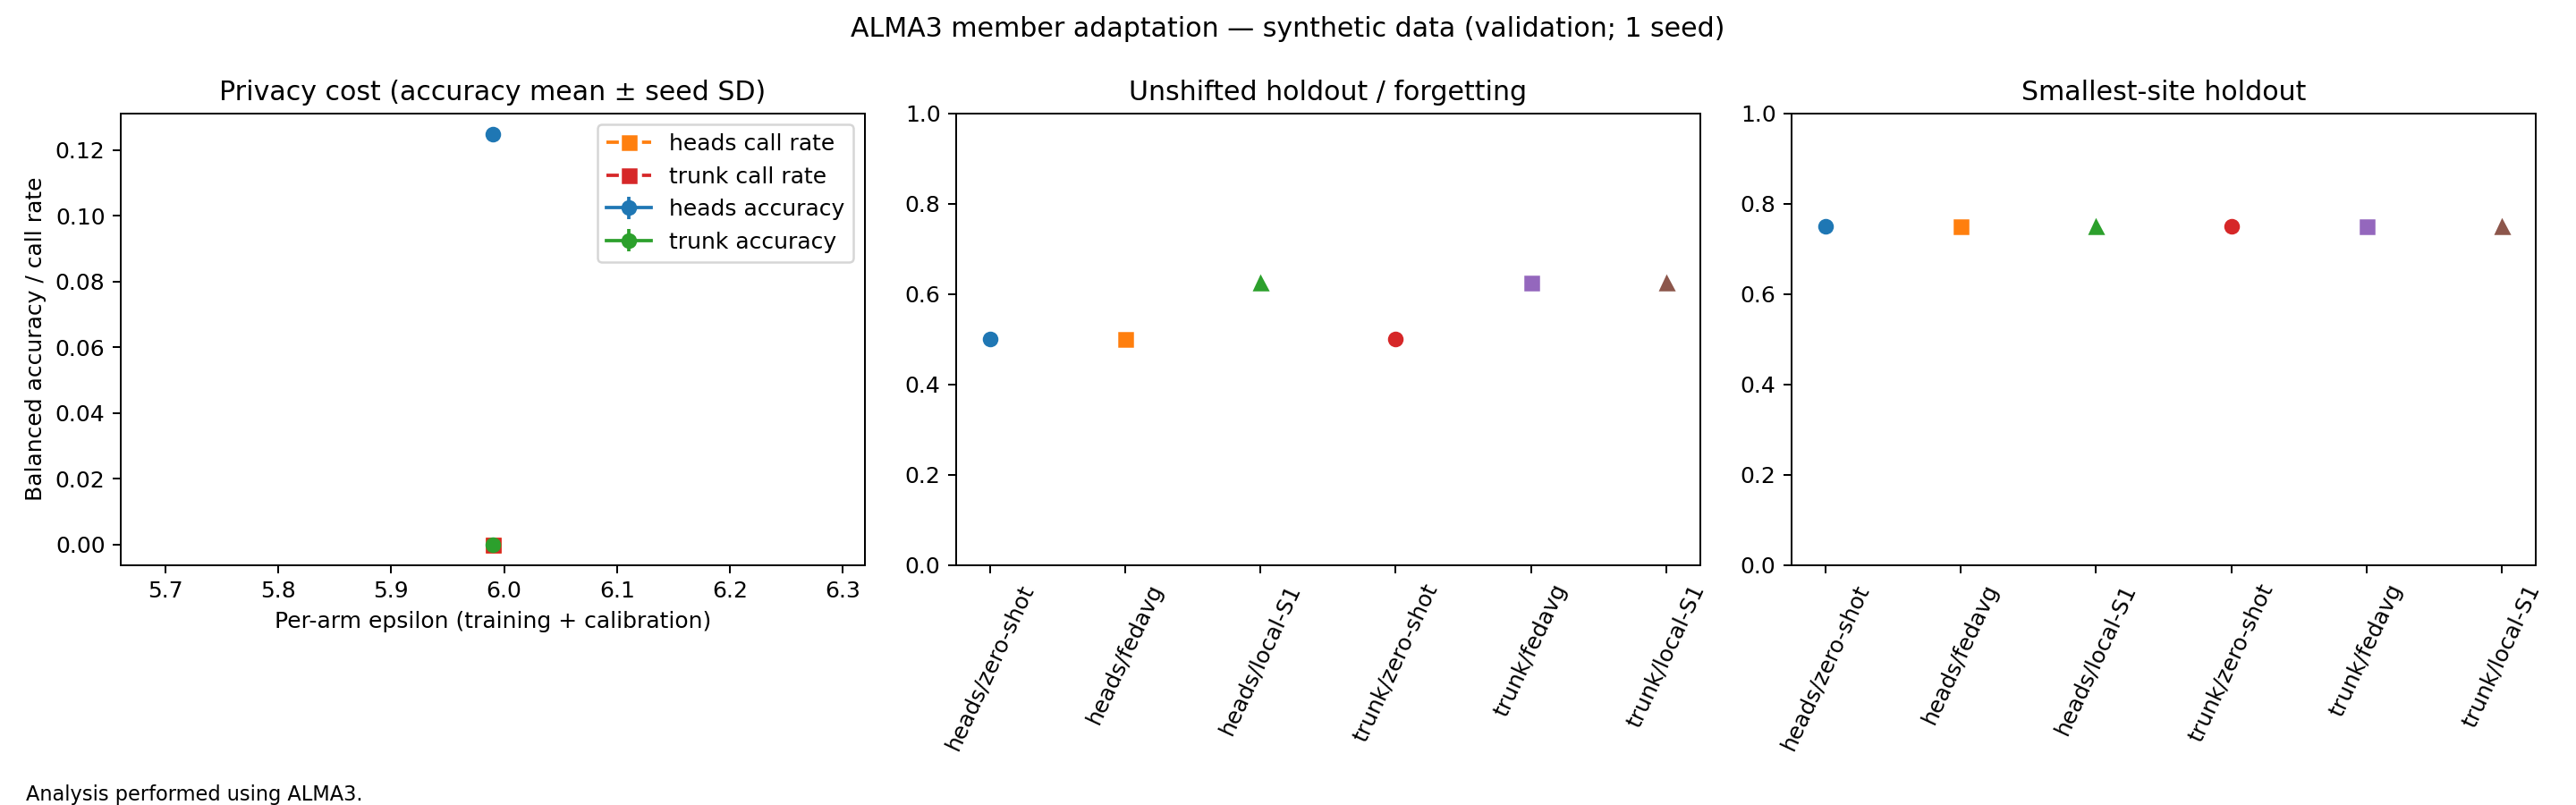 ALMA3 member adaptation — synthetic data (validation; 1 seed)
Privacy cost (accuracy mean ± seed SD)
Balanced accuracy / call rate
0.12
0.10
0.08
0.06
0.04
0.02
0.00
heads call rate
trunk call rate
heads accuracy
trunk accuracy
5.7 5.8 5.9 6.0 6.1 6.2 6.3
Per-arm epsilon (training + calibration)
Unshifted holdout / forgetting
1.0
0.8
0.6
0.4
0.2
0.0
heads/zero-shot
heads/fedavg
heads/local-S1
trunk/zero-shot
trunk/fedavg
trunk/local-S1
Smallest-site holdout
1.0
0.8
0.6
0.4
0.2
0.0
heads/zero-shot
heads/fedavg
heads/local-S1
trunk/zero-shot
trunk/fedavg
trunk/local-S1
Analysis performed using ALMA3.